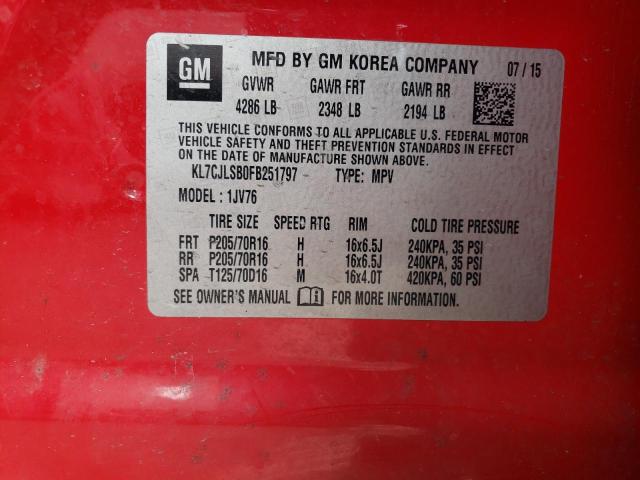 GM MFD BY GM KOREA COMPANY 07 / 15
GVWR GAWR FRT GAWR RR
4286 LB 2348 LB 2194 LB
THIS VEHICLE CONFORMS TO ALL APPLICABLE U.S. FEDERAL MOTOR
VEHICLE SAFETY AND THEFT PREVENTION STANDARDS IN EFFECT ON THE
DATE OF MANUFACTURE SHOWN ABOVE.
KL7CJLSB0FB251797 TYPE: MPV
MODEL: 1JV76
TIRE SIZE SPEED RTG RIM COLD TIRE PRESSURE
FRT P205/70R16 H 16x6.5J 240KPA, 35 PSI
RR P205/70R16 H 16x6.5J 240KPA, 35 PSI
SPA T125/70D16 M 16x4.0T 420KPA, 60 PSI
SEE OWNER'S MANUAL FOR MORE INFORMATION.